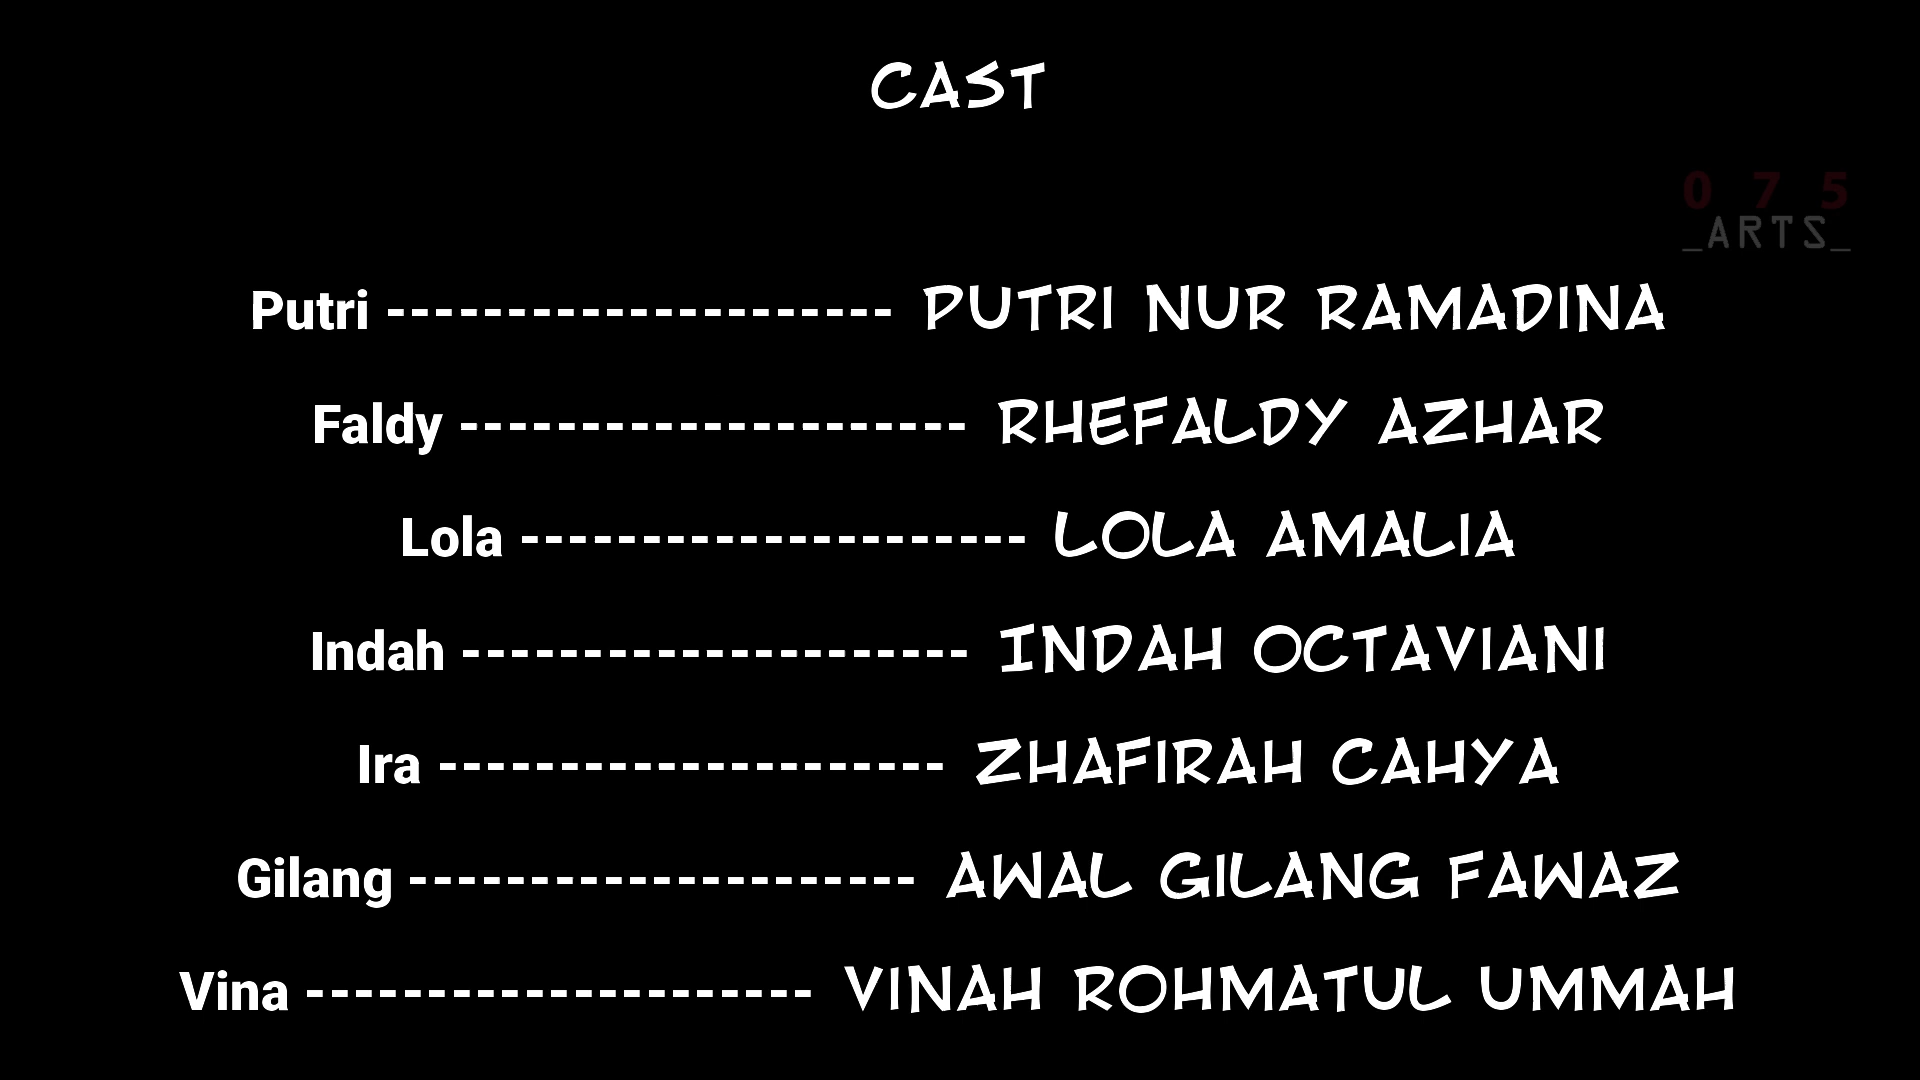 CAST
0 7 5
_ARTS_
Putri --------------------- PUTRI NUR RAMADINA
Faldy --------------------- RHEFALDY AZHAR
Lola --------------------- LOLA AMALIA
Indah --------------------- INDAH OCTAVIANI
Ira --------------------- ZHAFIRAH CAHYA
Gilang --------------------- AWAL GILANG FAWAZ
Vina --------------------- VINAH ROHMATUL UMMAH